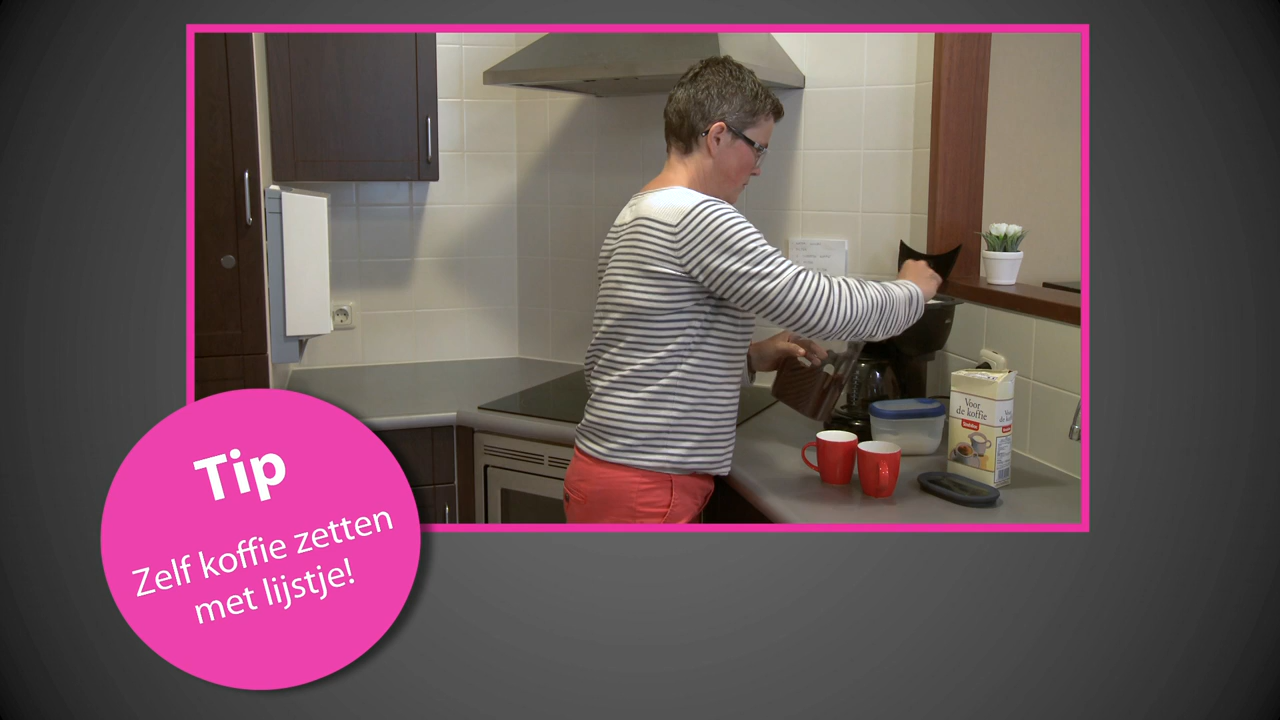 Tip
Zelf koffie zetten
met lijstje!
Voor
de koffie